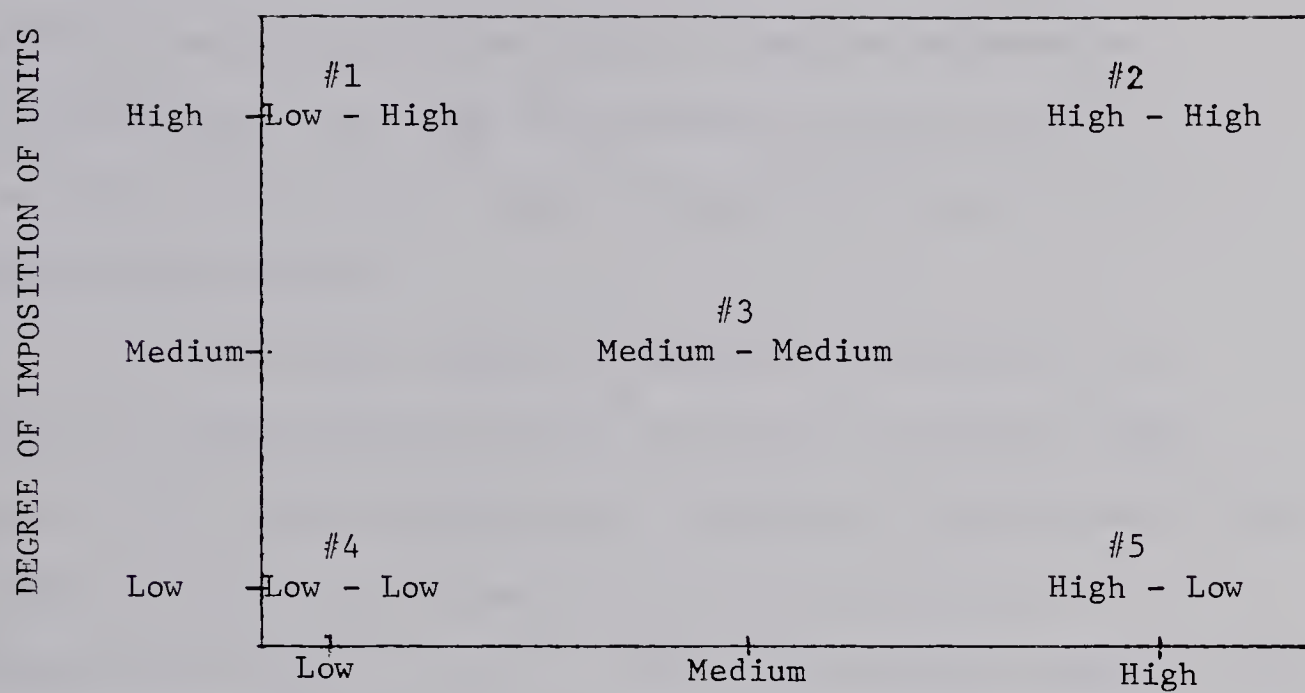 DEGREE OF IMPOSITION OF UNITS
#1 #2
High Low - High High - High
#3
Medium Medium - Medium
#4 #5
Low Low - Low High - Low
Low Medium High